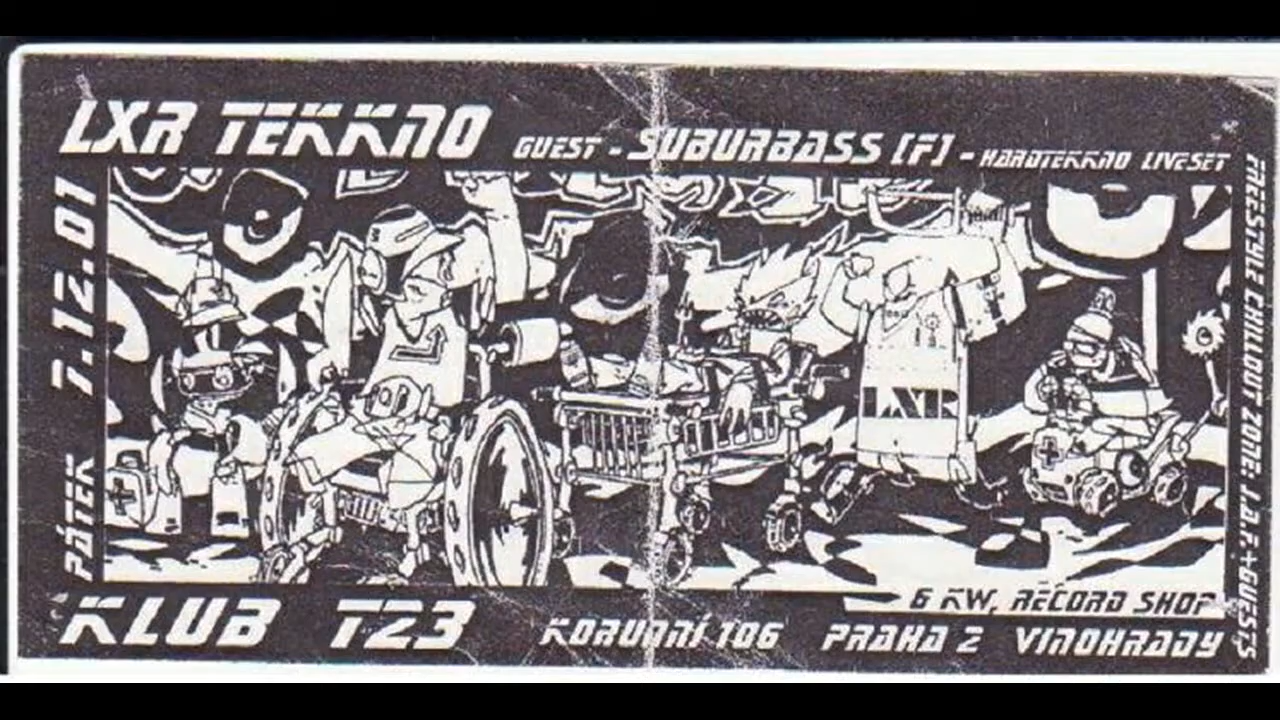 LXR TEKKNO
GUEST - SUBURBASS (F) - HARDTEKKNO LIVESET
PÁTEK 7.12.01
L
LXR
FREESTYLE CHILLOUT ZONE: J.A.F.+GUESTS
6 KW, RECORD SHOP
KLUB T23
KORUNNÍ 106 PRAHA 2 VINOHRADY